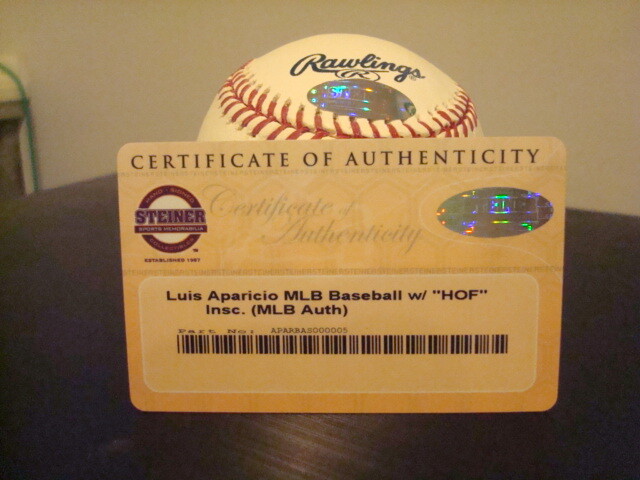 Rawlings
CERTIFICATE OF AUTHENTICITY
STEINER
SPORTS MEMORABILIA
ESTABLISHED 1987
Certificate of
Authenticity
Luis Aparicio MLB Baseball w/ "HOF"
Insc. (MLB Auth)
Part No: APARBAS000005